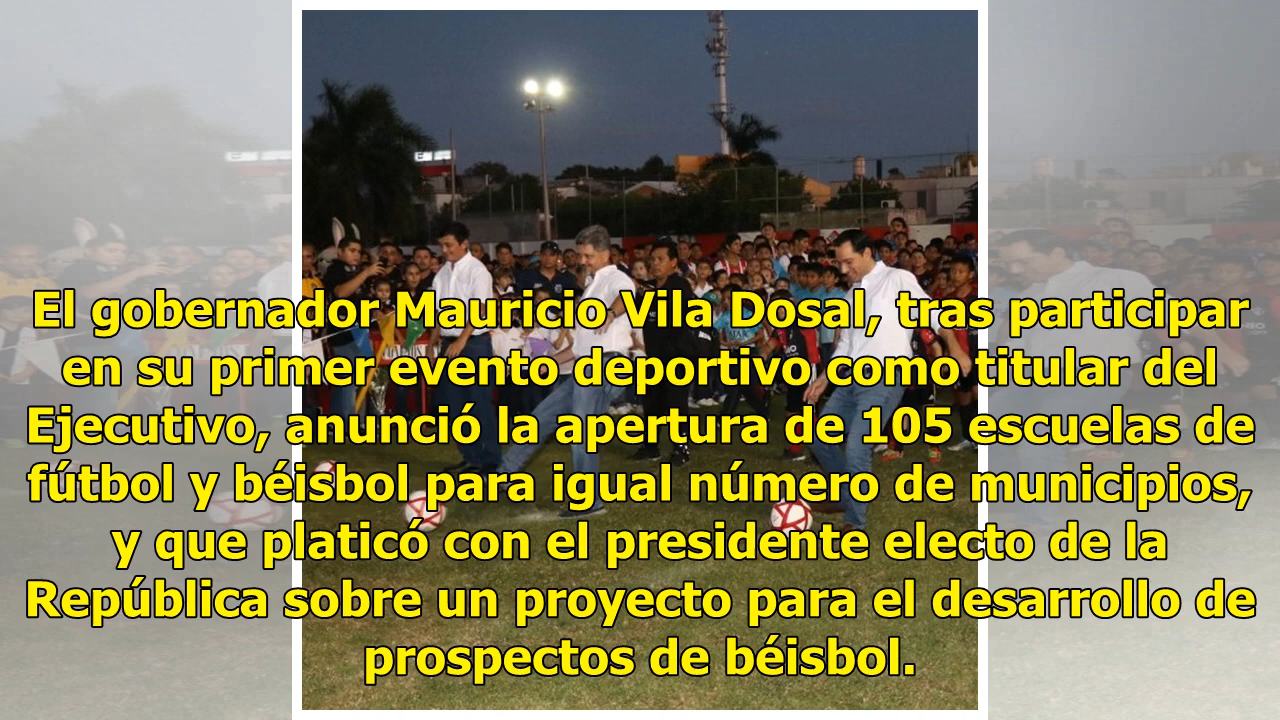 El gobernador Mauricio Vila Dosal, tras participar
en su primer evento deportivo como titular del
Ejecutivo, anunció la apertura de 105 escuelas de
fútbol y béisbol para igual número de municipios,
y que platicó con el presidente electo de la
República sobre un proyecto para el desarrollo de
prospectos de béisbol.